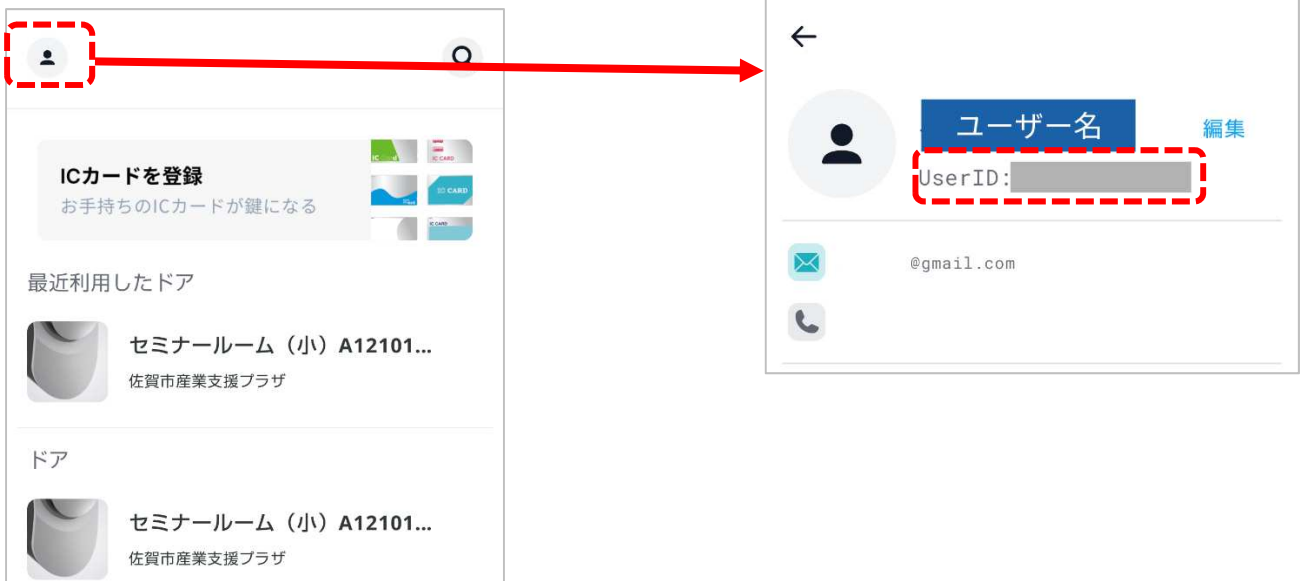 ICカードを登録
お手持ちのICカードが鍵になる
最近利用したドア
セミナールーム（小）A12101...
佐賀市産業支援プラザ
ドア
セミナールーム（小）A12101...
佐賀市産業支援プラザ
ユーザー名
編集
UserID:
@gmail.com